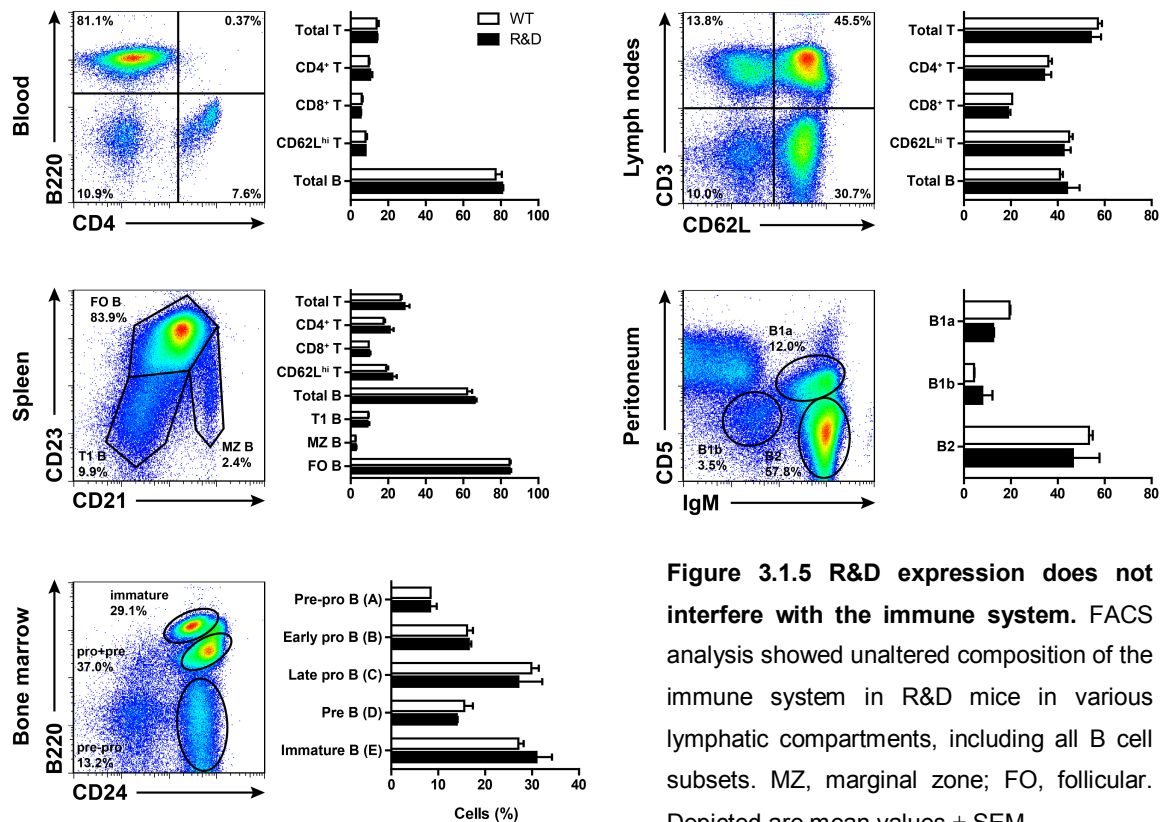 Blood
B220
CD4
81.1%
0.37%
10.9%
7.6%
Total T
CD4⁺ T
CD8⁺ T
CD62Lʰⁱ T
Total B
0 20 40 60 80 100
WT
R&D
Lymph nodes
CD3
CD62L
13.8%
45.5%
10.0%
30.7%
Total T
CD4⁺ T
CD8⁺ T
CD62Lʰⁱ T
Total B
0 20 40 60 80
Spleen
CD23
CD21
FO B
83.9%
T1 B
9.9%
MZ B
2.4%
Total T
CD4⁺ T
CD8⁺ T
CD62Lʰⁱ T
Total B
T1 B
MZ B
FO B
0 20 40 60 80 100
Peritoneum
CD5
IgM
B1a
12.0%
B1b
3.5%
B2
57.8%
B1a
B1b
B2
0 20 40 60 80
Bone marrow
B220
CD24
immature
29.1%
pro+pre
37.0%
pre-pro
13.2%
Pre-pro B (A)
Early pro B (B)
Late pro B (C)
Pre B (D)
Immature B (E)
0 10 20 30 40
Cells (%)
Figure 3.1.5 R&D expression does not
interfere with the immune system. FACS
analysis showed unaltered composition of the
immune system in R&D mice in various
lymphatic compartments, including all B cell
subsets. MZ, marginal zone; FO, follicular.
Depicted are mean values + SEM